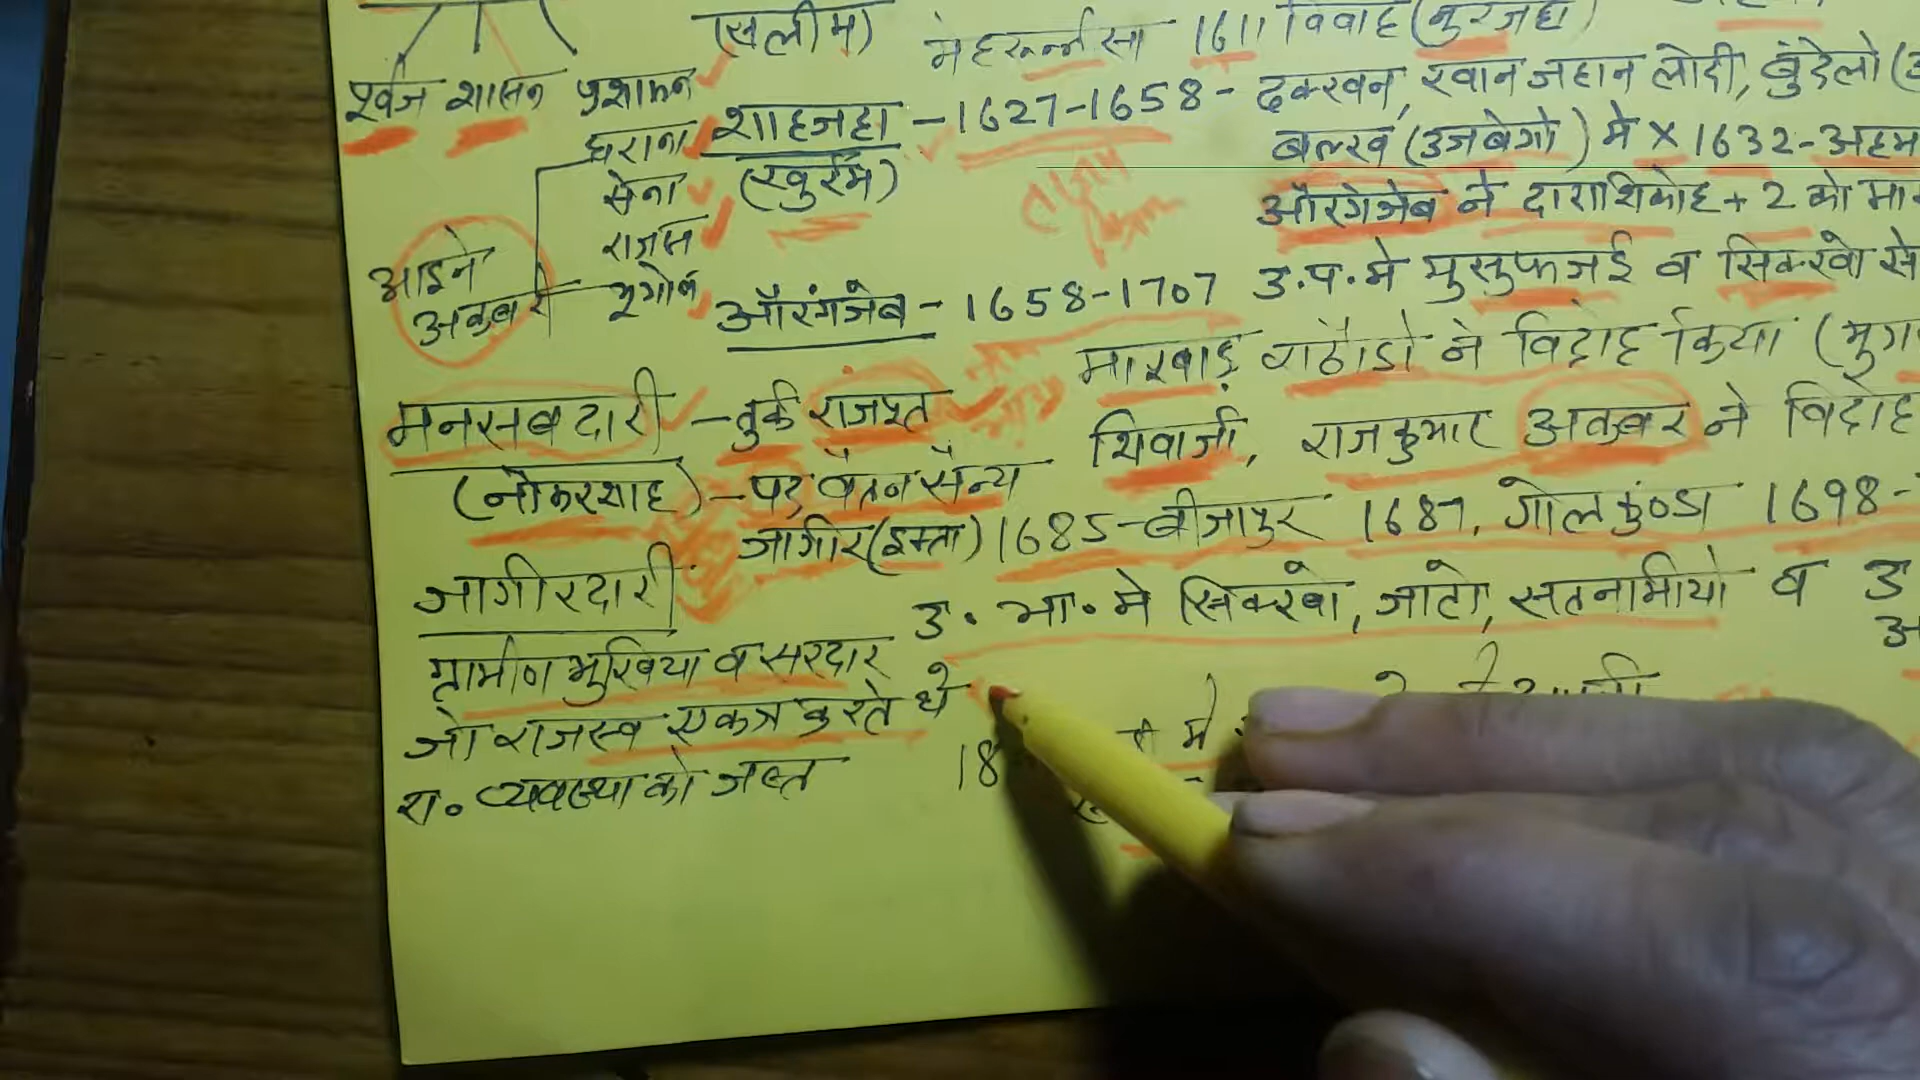 (सलीम) मेहरून्नीसा 1611 विवाह (नुरजहा)
पूर्वज शासन प्रशासन
घराना शाहजहा -1627-1658- दक्खन, खान जहान लोदी, बुंदेलो
(खुर्रम) बल्ख (उजबेगो) मे × 1632-अहम
सेना
राजस्व औरंगेजेब ने दाराशिकोह + 2 को मा
आइने अकबरी
भूगोल औरंगजेब - 1658-1707 उ.प. मे युसुफजई व सिक्खो से
मारवाड़ राठौडो ने विद्रोह किया (मुग
मनसबदारी - तुर्क राजपूत शिवाजी, राजकुमार अकबर ने विद्रोह
(नौकरशाह) - पद वेतन सैन्य
जागीर (इक्ता) 1685-बीजापुर 1687, गोलकुण्डा 1698-
जागीरदारी उ. भा. मे सिक्खो, जाटो, सतनामीयो व उ
ग्रामीण मुखिया व सरदार
जो राजस्व एकत्र करते थे
रा. व्यवस्था को जब्त 18 मे